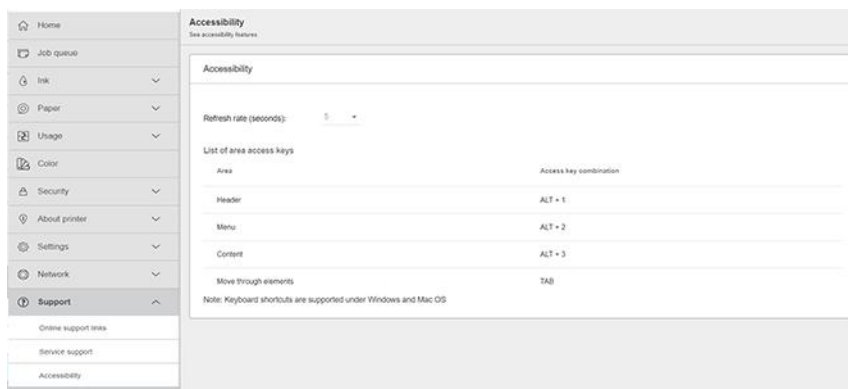 Home
Job queue
Ink
Paper
Usage
Color
Security
About printer
Settings
Network
Support
Online support links
Service support
Accessibility
Accessibility
See accessibility features
Accessibility
Refresh rate (seconds): 5
List of area access keys
Area Access key combination
Header ALT + 1
Menu ALT + 2
Content ALT + 3
Move through elements TAB
Note: Keyboard shortcuts are supported under Windows and Mac OS